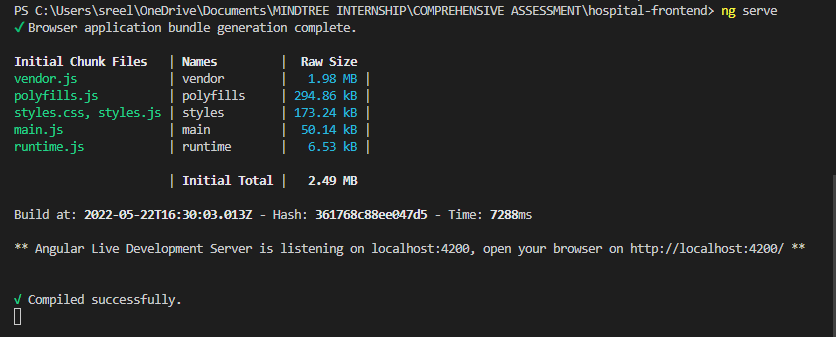 PS C:\Users\sreel\OneDrive\Documents\MINDTREE INTERNSHIP\COMPREHENSIVE ASSESSMENT\hospital-frontend> ng serve
√ Browser application bundle generation complete.
Initial Chunk Files | Names | Raw Size
vendor.js | vendor | 1.98 MB |
polyfills.js | polyfills | 294.86 kB |
styles.css, styles.js | styles | 173.24 kB |
main.js | main | 50.14 kB |
runtime.js | runtime | 6.53 kB |
| Initial Total | 2.49 MB
Build at: 2022-05-22T16:30:03.013Z - Hash: 361768c88ee047d5 - Time: 7288ms
** Angular Live Development Server is listening on localhost:4200, open your browser on http://localhost:4200/ **
√ Compiled successfully.